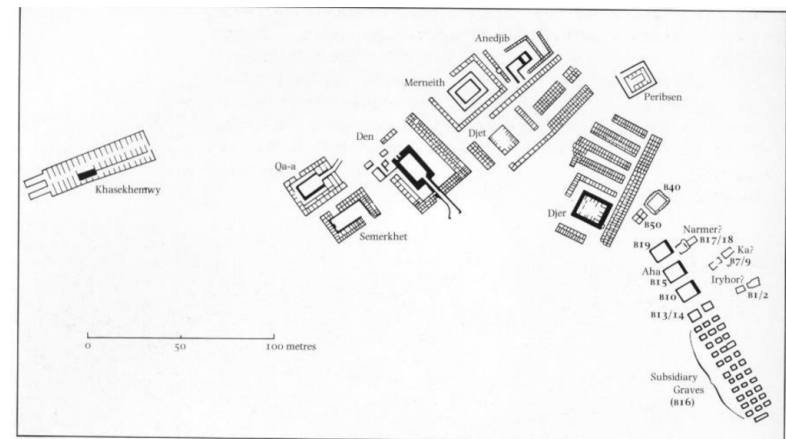 Anedjib
Merneith
Peribsen
Den
Djet
Qa-a
Khasekhemwy
Semerkhet
Djer
B40
B50
Narmer?
B17/18
B19
Ka?
B7/9
Aha
B15
Iryhor?
B1/2
B10
B13/14
0 50 100 metres
Subsidiary
Graves
(B16)